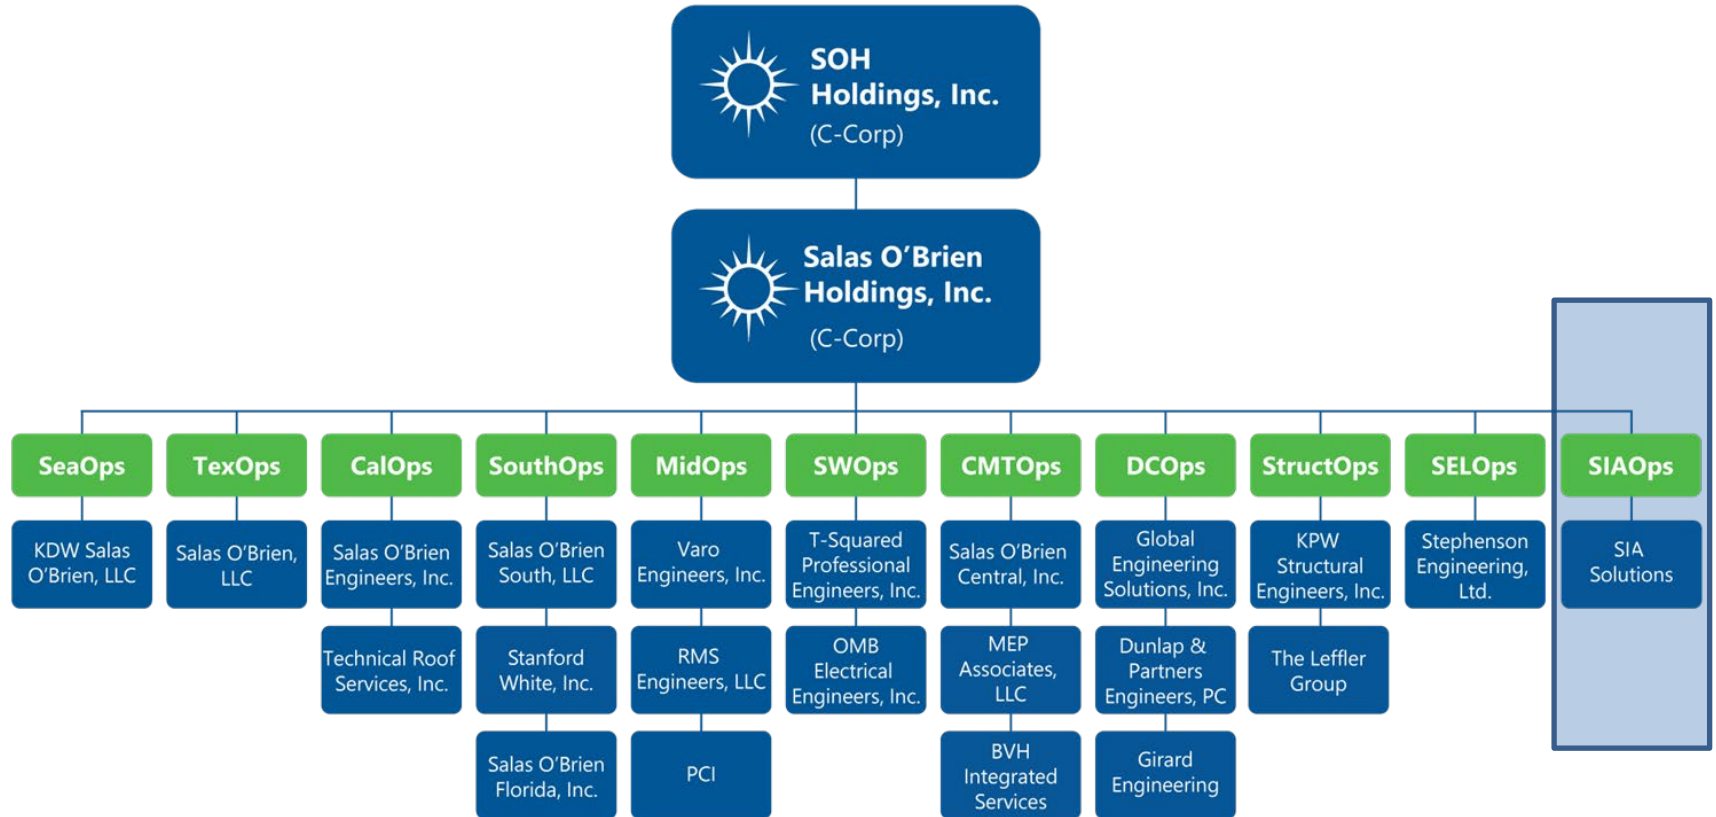 SOH
Holdings, Inc.
(C-Corp)
Salas O’Brien
Holdings, Inc.
(C-Corp)
SeaOps
TexOps
CalOps
SouthOps
MidOps
SWOps
CMTOps
DCOps
StructOps
SELOps
SIAOps
KDW Salas
O’Brien, LLC
Salas O’Brien,
LLC
Salas O’Brien
Engineers, Inc.
Salas O’Brien
South, LLC
Varo
Engineers, Inc.
T-Squared
Professional
Engineers, Inc.
Salas O’Brien
Central, Inc.
Global
Engineering
Solutions, Inc.
KPW
Structural
Engineers, Inc.
Stephenson
Engineering,
Ltd.
SIA
Solutions
Technical Roof
Services, Inc.
Stanford
White, Inc.
RMS
Engineers, LLC
OMB
Electrical
Engineers, Inc.
MEP
Associates,
LLC
Dunlap &
Partners
Engineers, PC
The Leffler
Group
Salas O’Brien
Florida, Inc.
PCI
BVH
Integrated
Services
Girard
Engineering